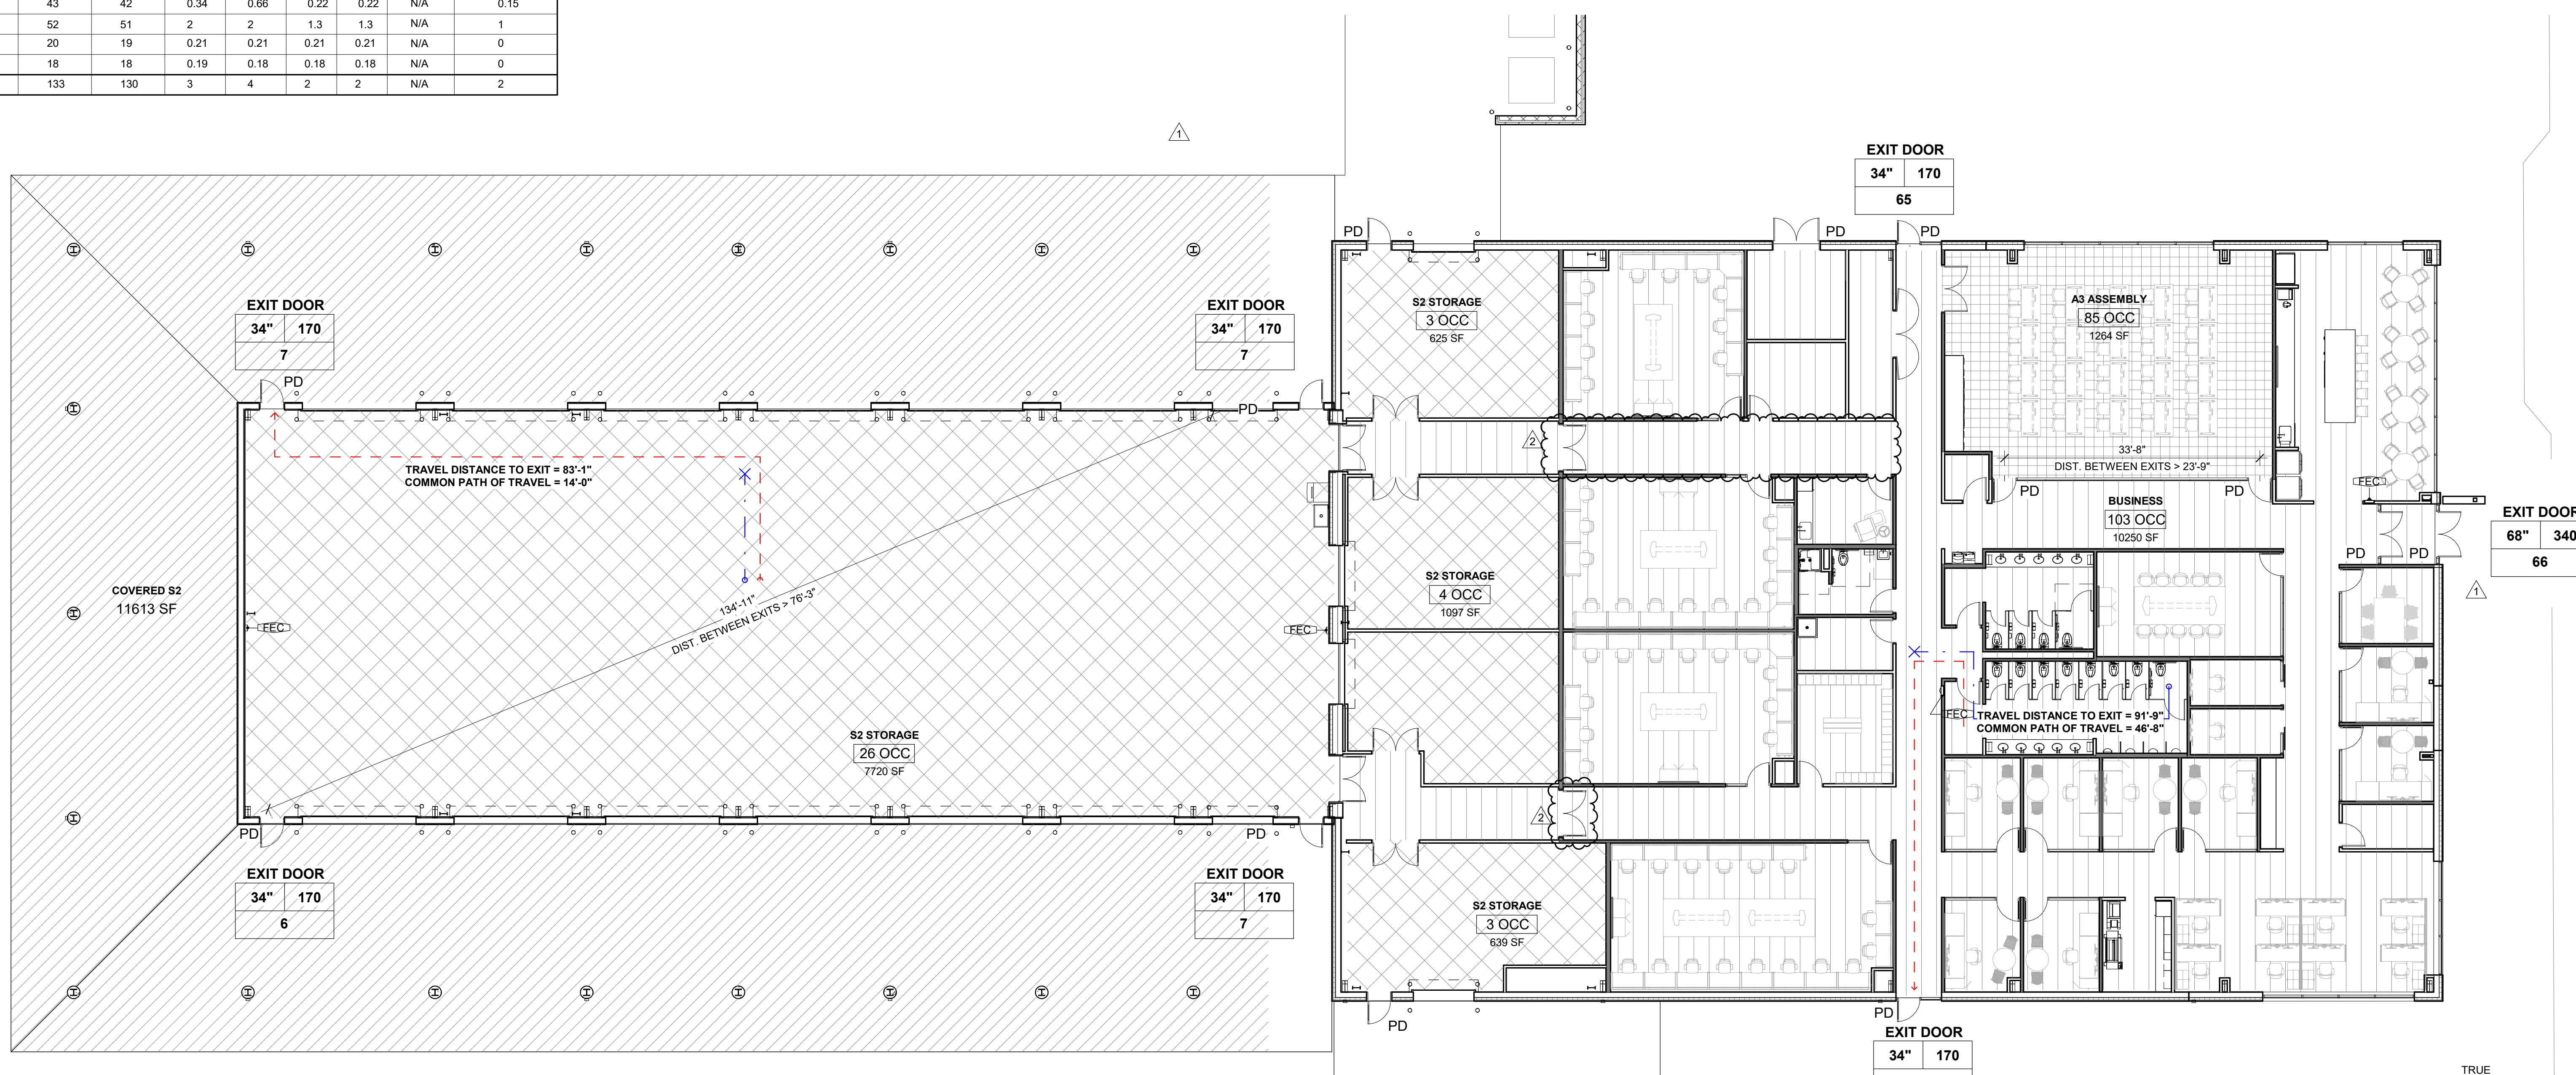 43 42 0.34 0.66 0.22 0.22 N/A 0.15
52 51 2 2 1.3 1.3 N/A 1
20 19 0.21 0.21 0.21 0.21 N/A 0
18 18 0.19 0.18 0.18 0.18 N/A 0
133 130 3 4 2 2 N/A 2
1
EXIT DOOR
34" 170
65
PD
PD
PD
EXIT DOOR
34" 170
7
EXIT DOOR
34" 170
7
S2 STORAGE
3 OCC
625 SF
A3 ASSEMBLY
85 OCC
1264 SF
PD
PD
2
TRAVEL DISTANCE TO EXIT = 83'-1"
COMMON PATH OF TRAVEL = 14'-0"
33'-8"
DIST. BETWEEN EXITS > 23'-9"
PD
PD
FEC
BUSINESS
103 OCC
10250 SF
EXIT DOOR
68" 340
66
PD
PD
1
COVERED S2
11613 SF
134'-11"
DIST. BETWEEN EXITS > 76'-3"
S2 STORAGE
4 OCC
1097 SF
FEC
FEC
FEC
TRAVEL DISTANCE TO EXIT = 91'-9"
COMMON PATH OF TRAVEL = 46'-8"
S2 STORAGE
26 OCC
7720 SF
2
PD
PD
EXIT DOOR
34" 170
6
EXIT DOOR
34" 170
7
S2 STORAGE
3 OCC
639 SF
PD
PD
EXIT DOOR
34" 170
TRUE